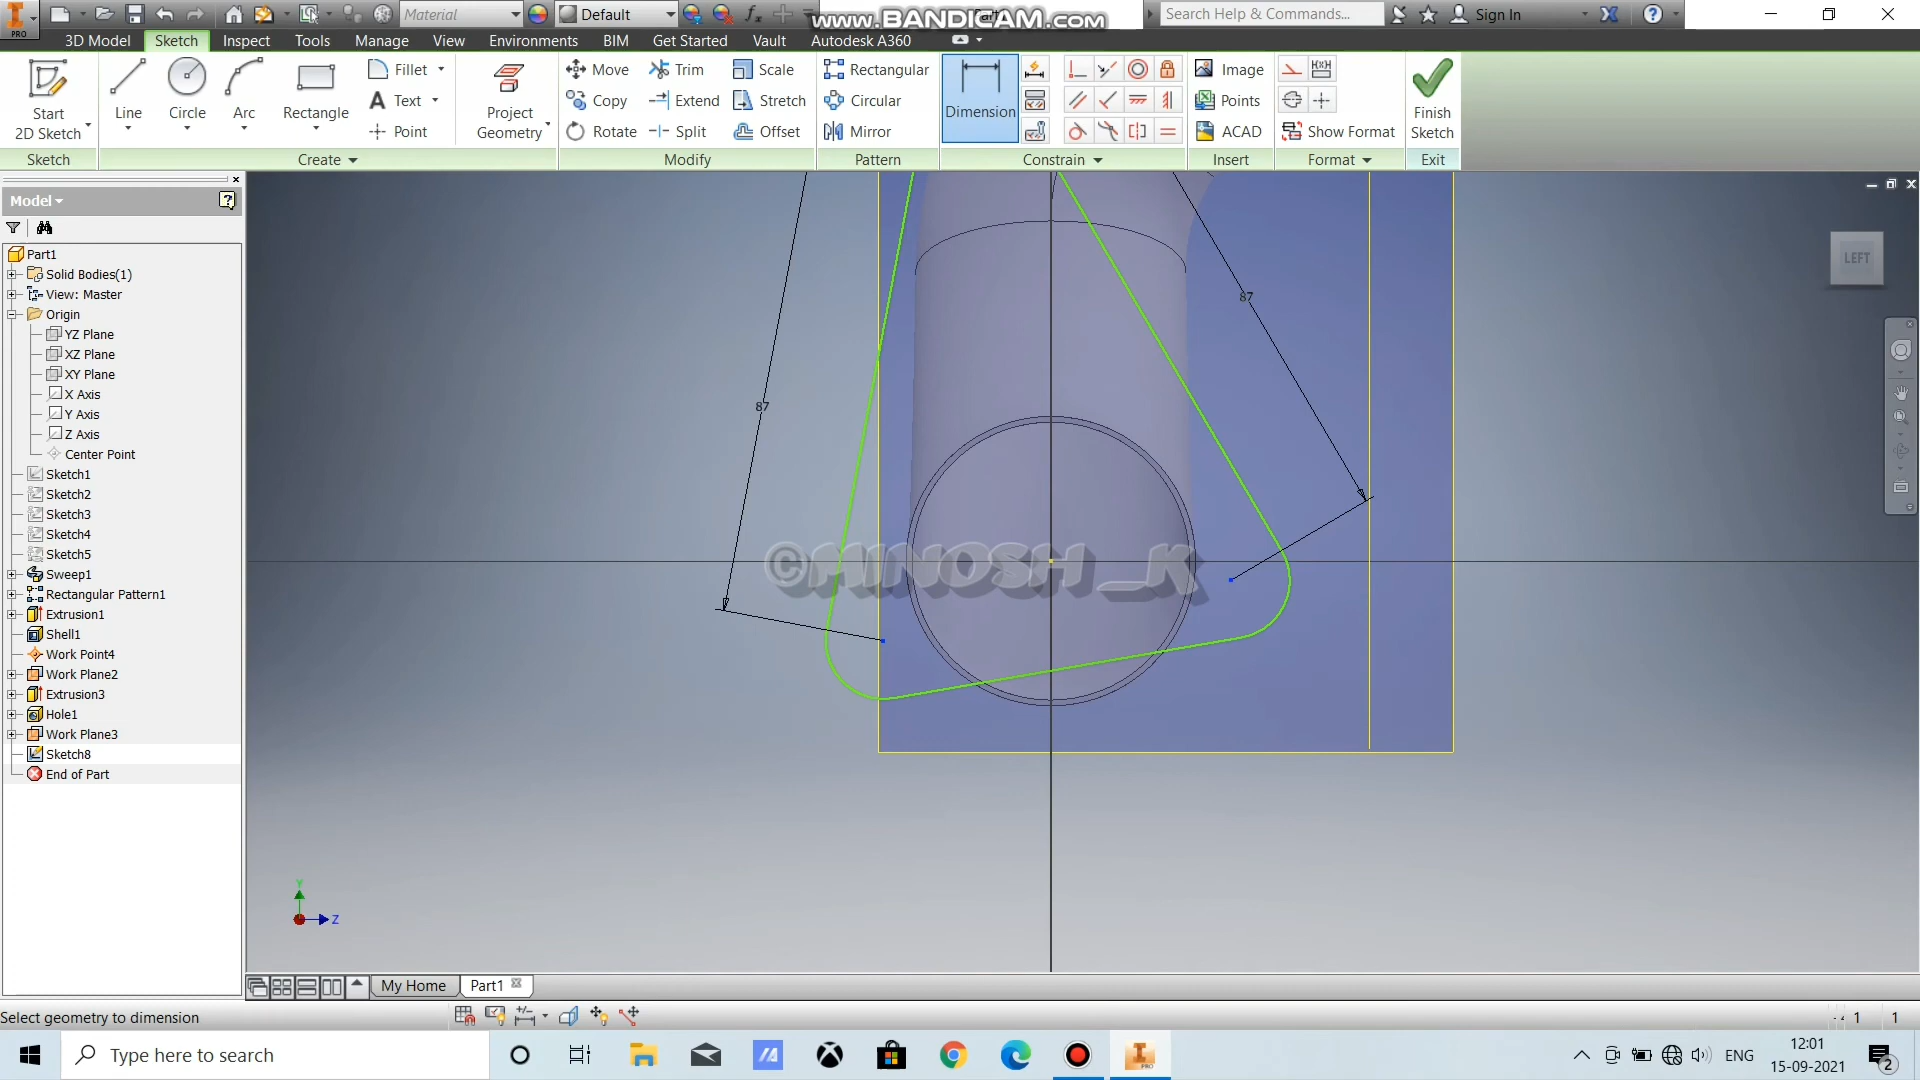 PRO
Material
Default
Part1
www.BANDICAM.COM
Search Help & Commands...
Sign In
3D Model
Sketch
Inspect
Tools
Manage
View
Environments
BIM
Get Started
Vault
Autodesk A360
Start
2D Sketch
Line
Circle
Arc
Rectangle
Fillet
Text
Point
Project
Geometry
Move
Copy
Rotate
Trim
Extend
Split
Scale
Stretch
Offset
Rectangular
Circular
Mirror
Dimension
Image
Points
ACAD
Show Format
Finish
Sketch
Sketch
Create
Modify
Pattern
Constrain
Insert
Format
Exit
Model
Part1
Solid Bodies(1)
View: Master
Origin
YZ Plane
XZ Plane
XY Plane
X Axis
Y Axis
Z Axis
Center Point
Sketch1
Sketch2
Sketch3
Sketch4
Sketch5
Sweep1
Rectangular Pattern1
Extrusion1
Shell1
Work Point4
Work Plane2
Extrusion3
Hole1
Work Plane3
Sketch8
End of Part
LEFT
87
87
©MINOSH_K
Y
Z
My Home
Part1
Select geometry to dimension
1
1
Type here to search
PRO
ENG
12:01
15-09-2021
2